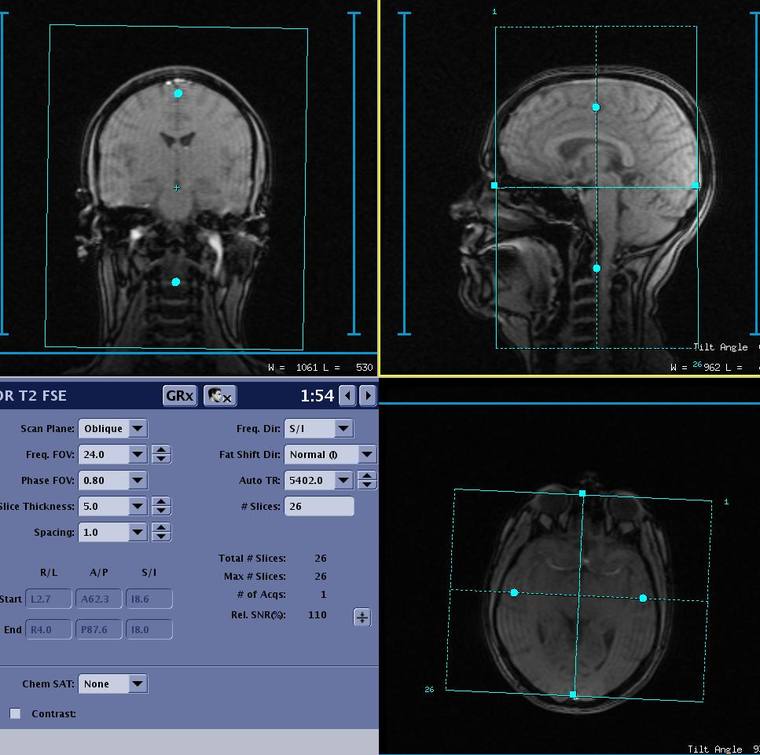 1
W = 1061 L = 530
Tilt Angle
W = 26 962 L =
OR T2 FSE
GRx
x
1:54
Scan Plane: Oblique
Freq. Dir: S/I
Freq. FOV: 24.0
Fat Shift Dir: Normal (I)
Phase FOV: 0.80
Auto TR: 5402.0
Slice Thickness: 5.0
# Slices: 26
Spacing: 1.0
Total # Slices: 26
Max # Slices: 26
# of Acqs: 1
Rel. SNR(%): 110
R/L A/P S/I
Start L2.7 A62.3 I8.6
End R4.0 P87.6 I8.0
Chem SAT: None
Contrast:
1
26
Tilt Angle